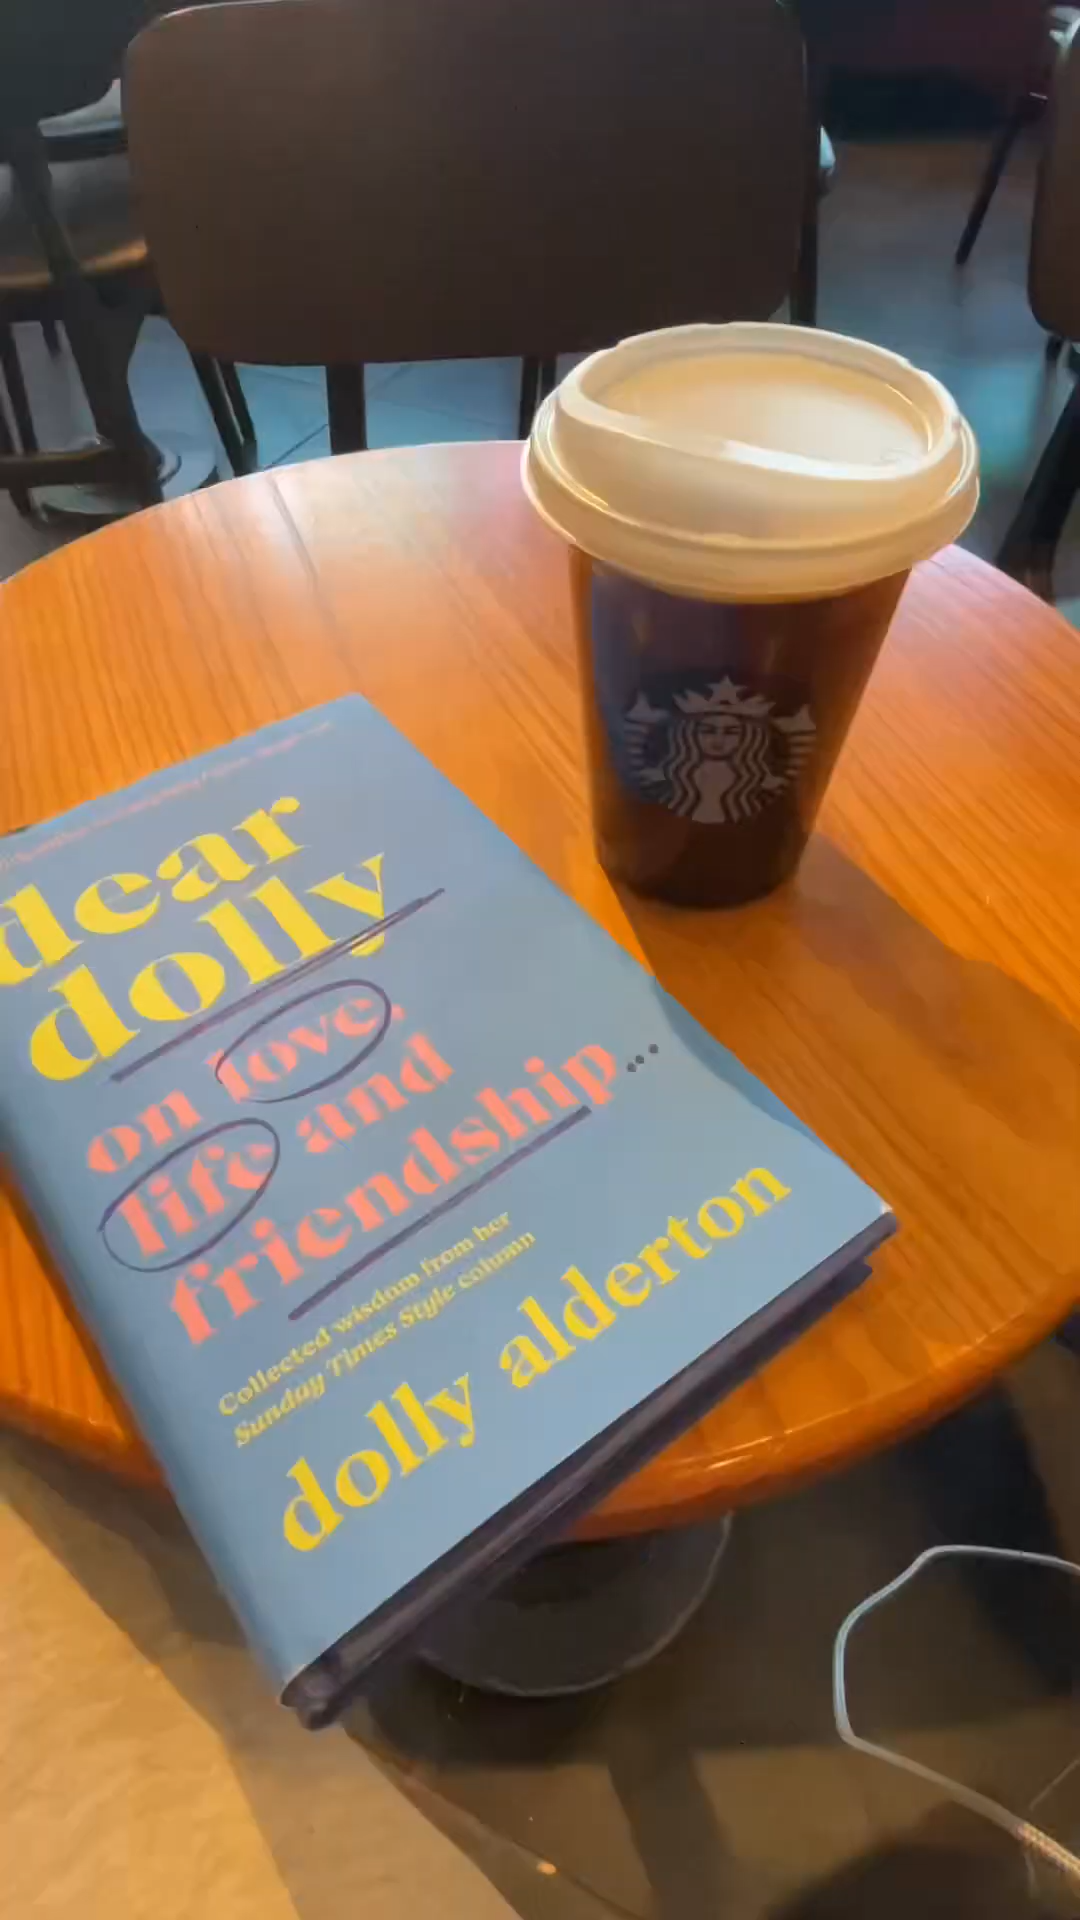 dear
dolly
on love,
life and
friendship...
Collected wisdom from her
Sunday Times Style column
dolly alderton